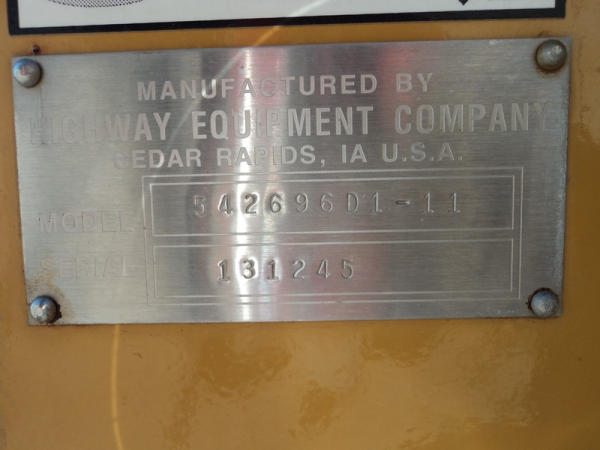 MANUFACTURED BY
HIGHWAY EQUIPMENT COMPANY
CEDAR RAPIDS, IA U.S.A.
MODEL 542696D1-11
SERIAL 131245